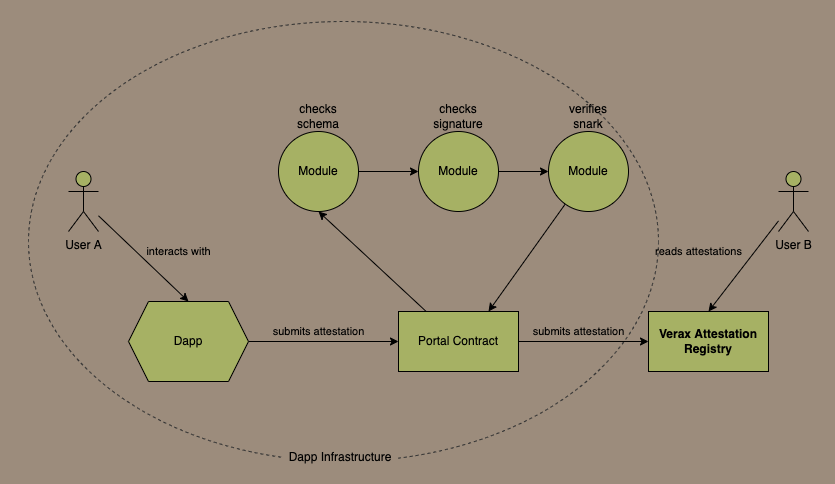 checks
schema
checks
signature
verifies
snark
Module
Module
Module
User A
interacts with
reads attestations
User B
Dapp
submits attestation
Portal Contract
submits attestation
Verax Attestation
Registry
Dapp Infrastructure